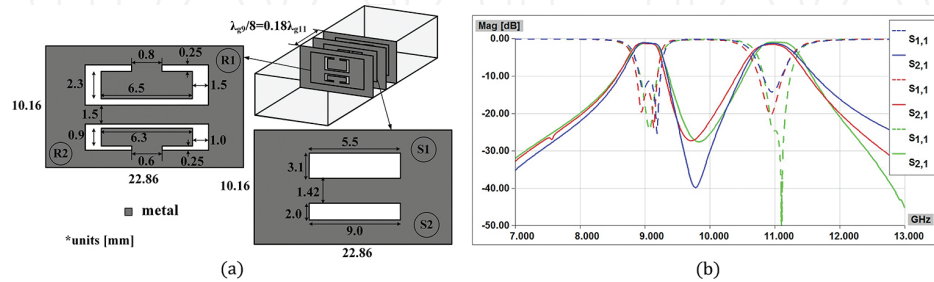 λg9/8=0.18λg11
0.8
0.25
R1
2.3
6.5
1.5
10.16
1.5
0.9
6.3
1.0
R2
0.6
0.25
22.86
metal
*units [mm]
5.5
S1
3.1
10.16
1.42
2.0
9.0
S2
22.86
(a)
Mag [dB]
0.00
-10.00
-20.00
-30.00
-40.00
-50.00
7.000 8.000 9.000 10.000 11.000 12.000 13.000
GHz
S1,1
S2,1
S1,1
S2,1
S1,1
S2,1
(b)